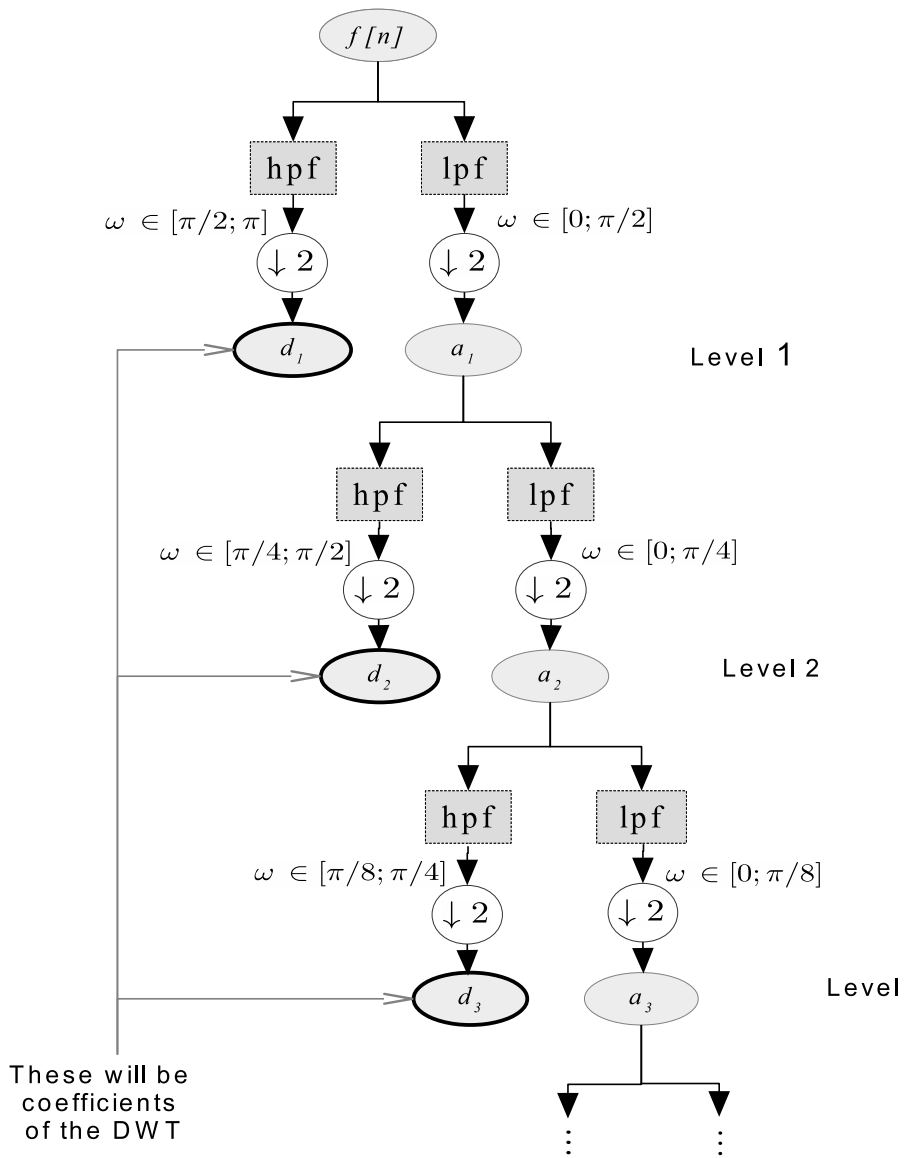 f[n]
hpf lpf
ω ∈ [π/2; π] ω ∈ [0; π/2]
↓ 2 ↓ 2
d₁ a₁ Level 1
hpf lpf
ω ∈ [π/4; π/2] ω ∈ [0; π/4]
↓ 2 ↓ 2
d₂ a₂ Level 2
hpf lpf
ω ∈ [π/8; π/4] ω ∈ [0; π/8]
↓ 2 ↓ 2
d₃ a₃ Level
These will be
coefficients
of the DWT
⋮ ⋮